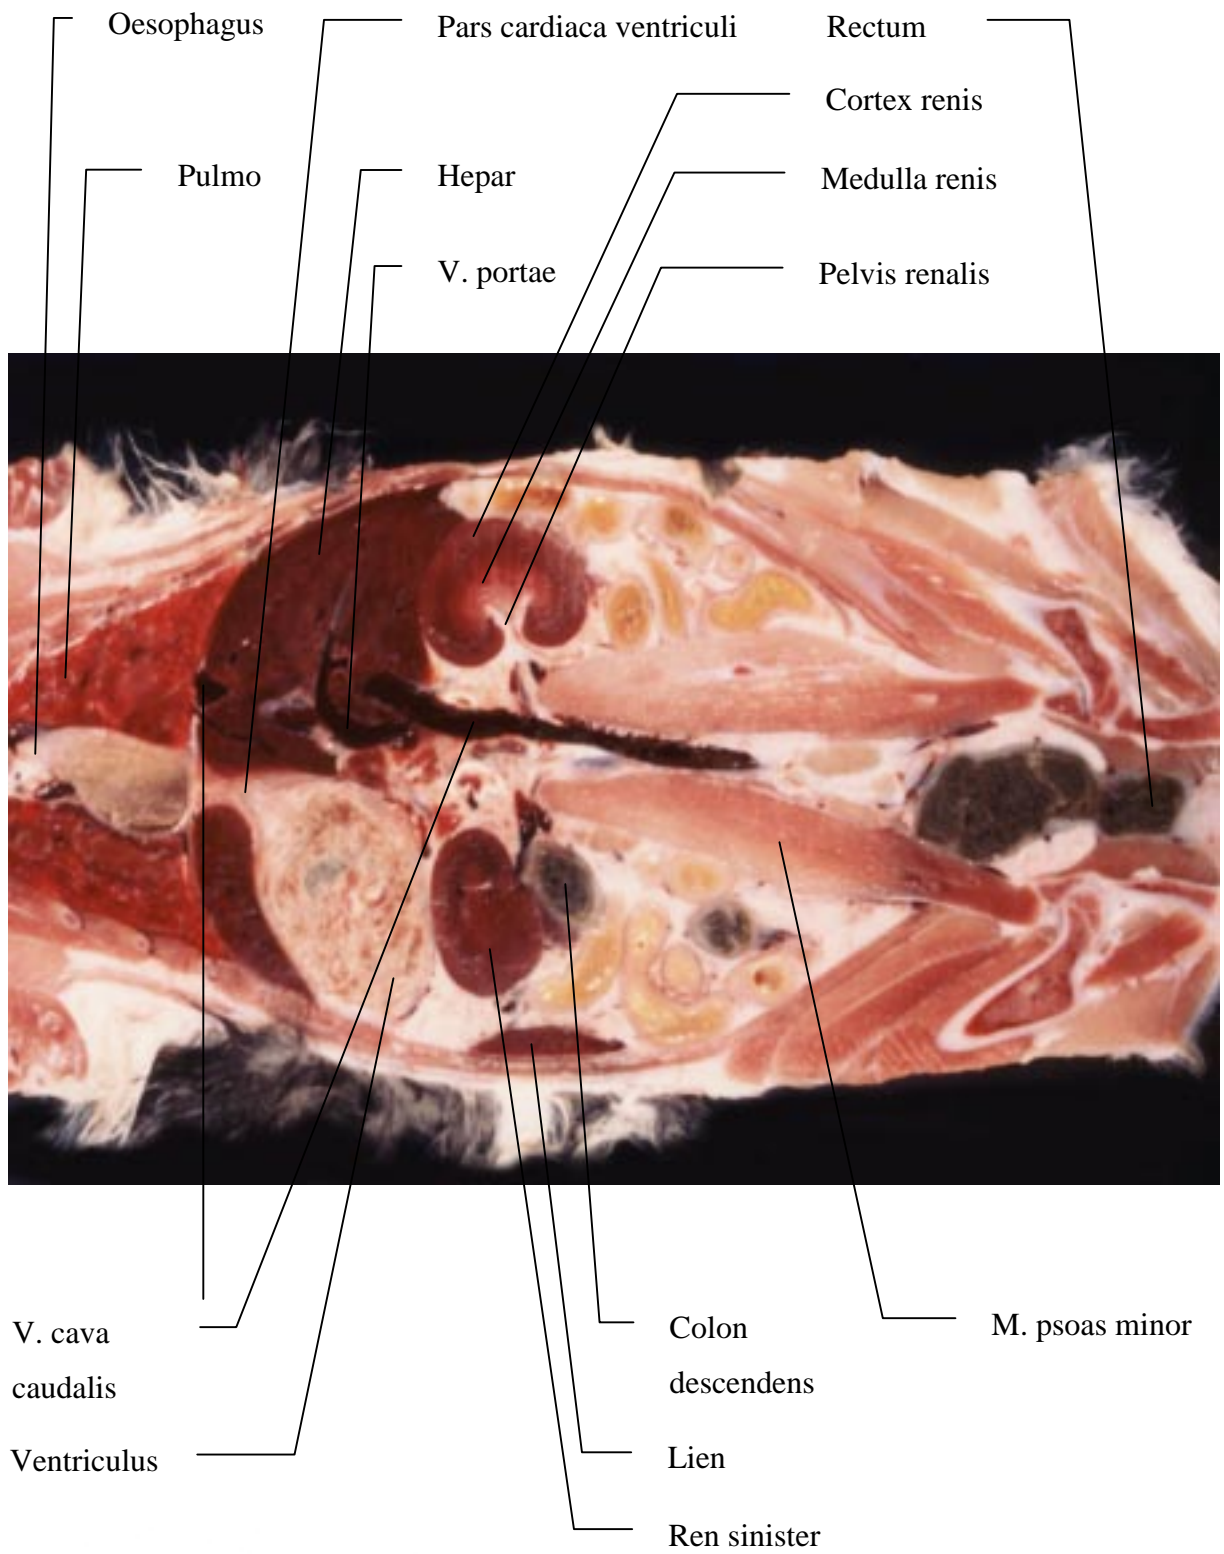 Oesophagus
Pars cardiaca ventriculi
Rectum
Cortex renis
Pulmo
Hepar
Medulla renis
V. portae
Pelvis renalis
V. cava
caudalis
Colon
descendens
M. psoas minor
Ventriculus
Lien
Ren sinister